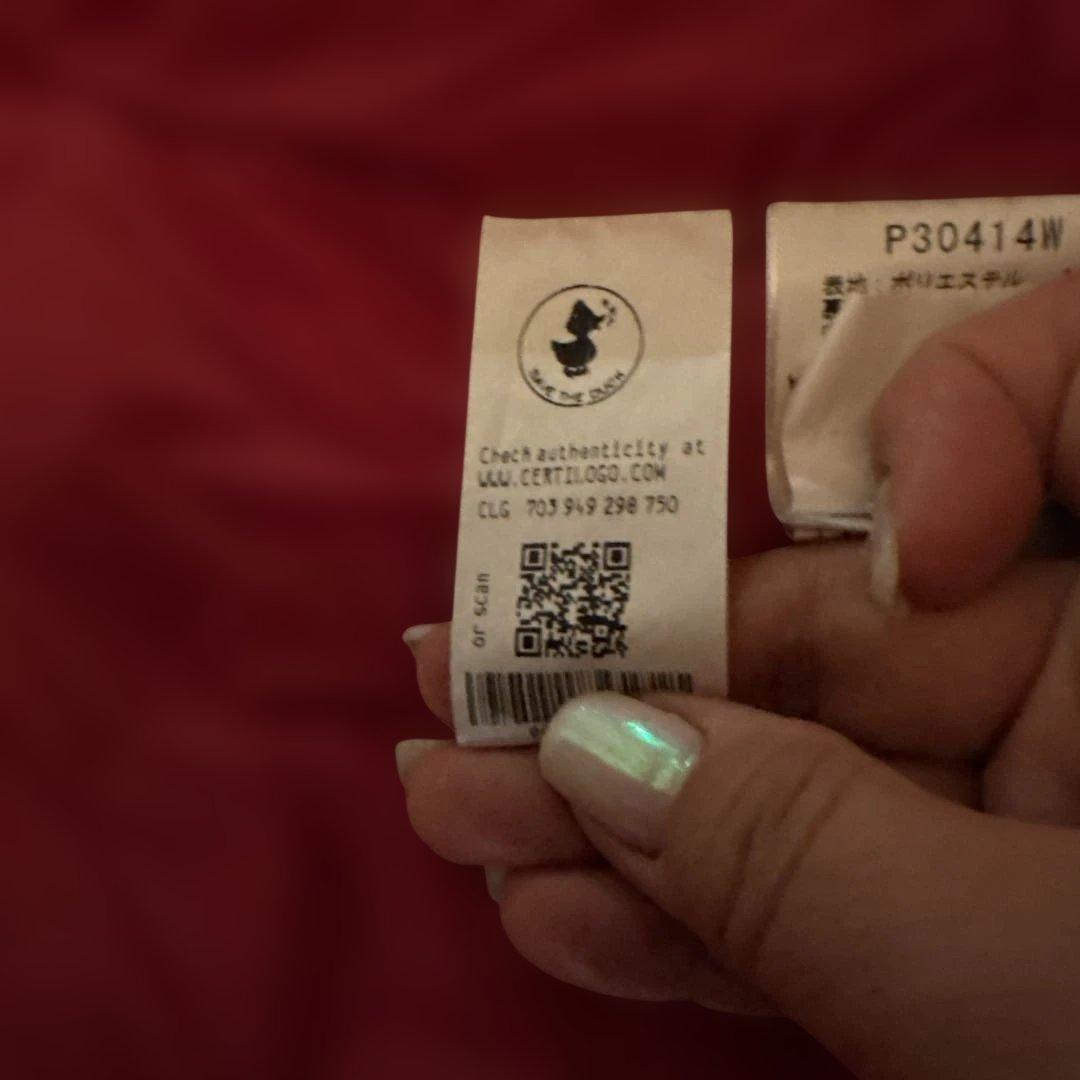 SAVE THE DUCK
Check authenticity at
WWW.CERTILOGO.COM
CLG 703 949 298 750
or scan
P30414W
表地：ポリエステル